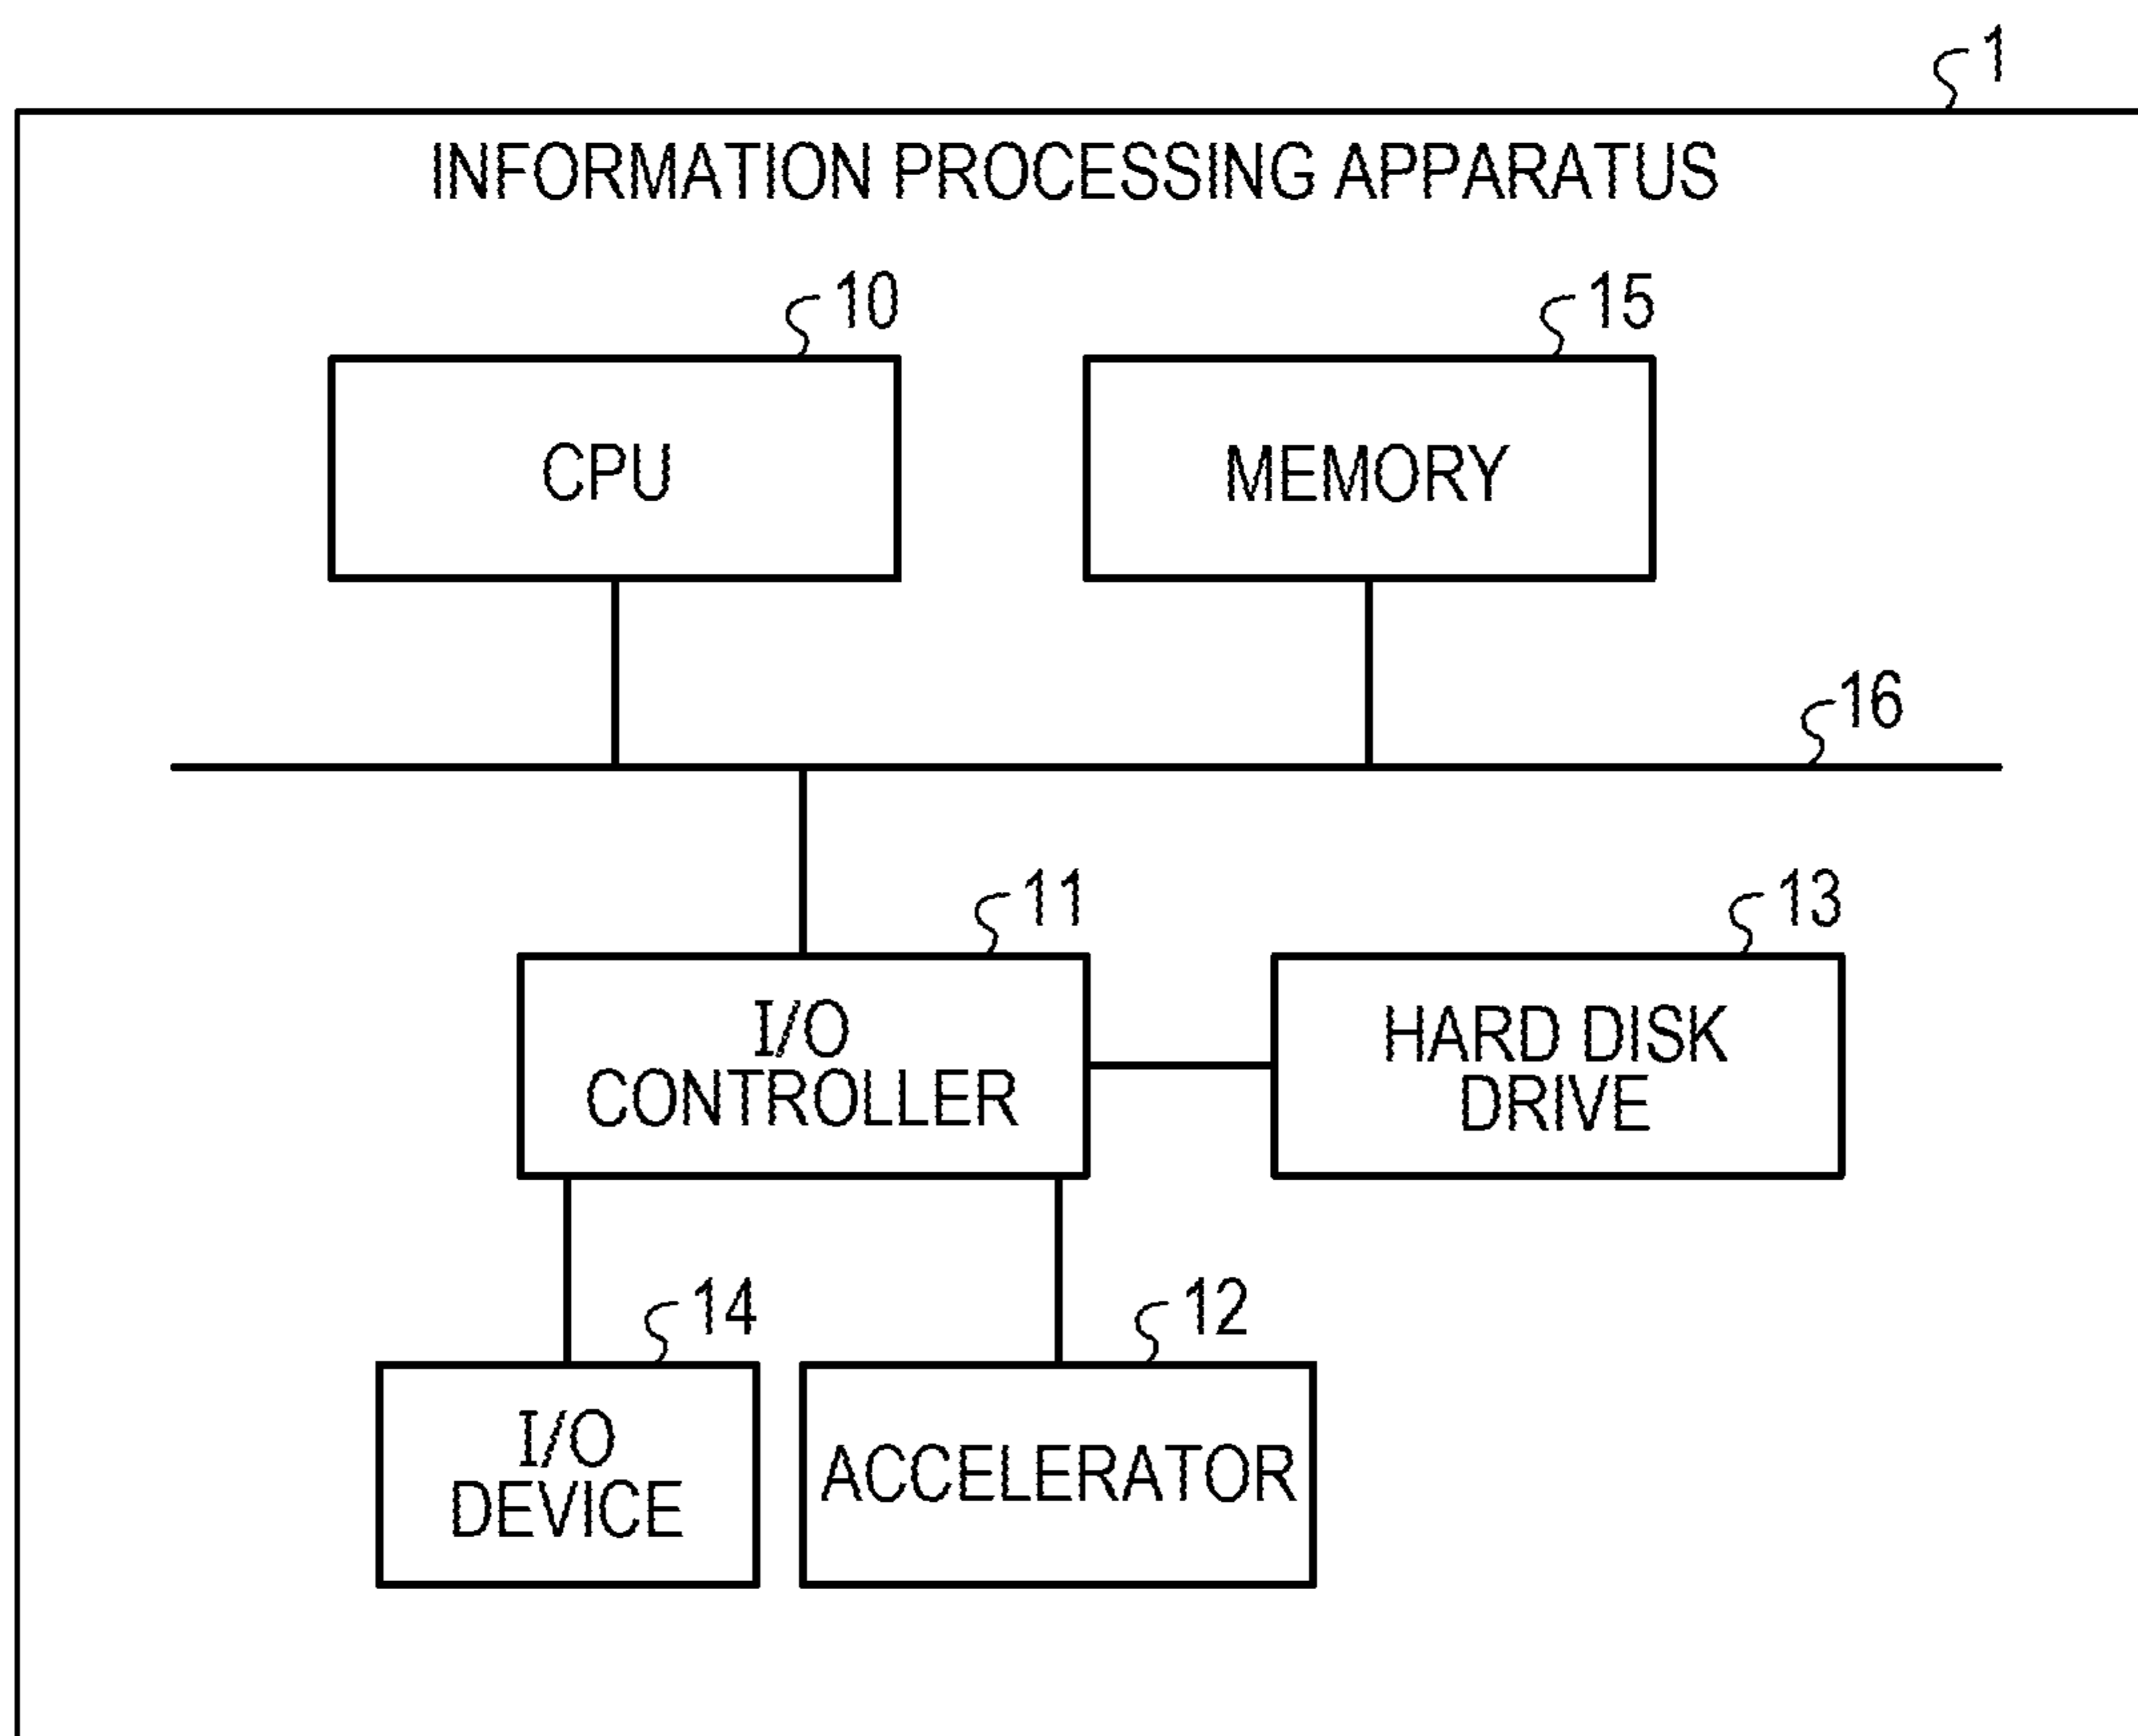 1
INFORMATION PROCESSING APPARATUS
10
15
CPU
MEMORY
16
11
13
I/O
CONTROLLER
HARD DISK
DRIVE
14
12
I/O
DEVICE
ACCELERATOR